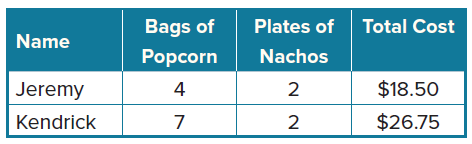 Name Bags of Popcorn Plates of Nachos Total Cost
Jeremy 4 2 $18.50
Kendrick 7 2 $26.75